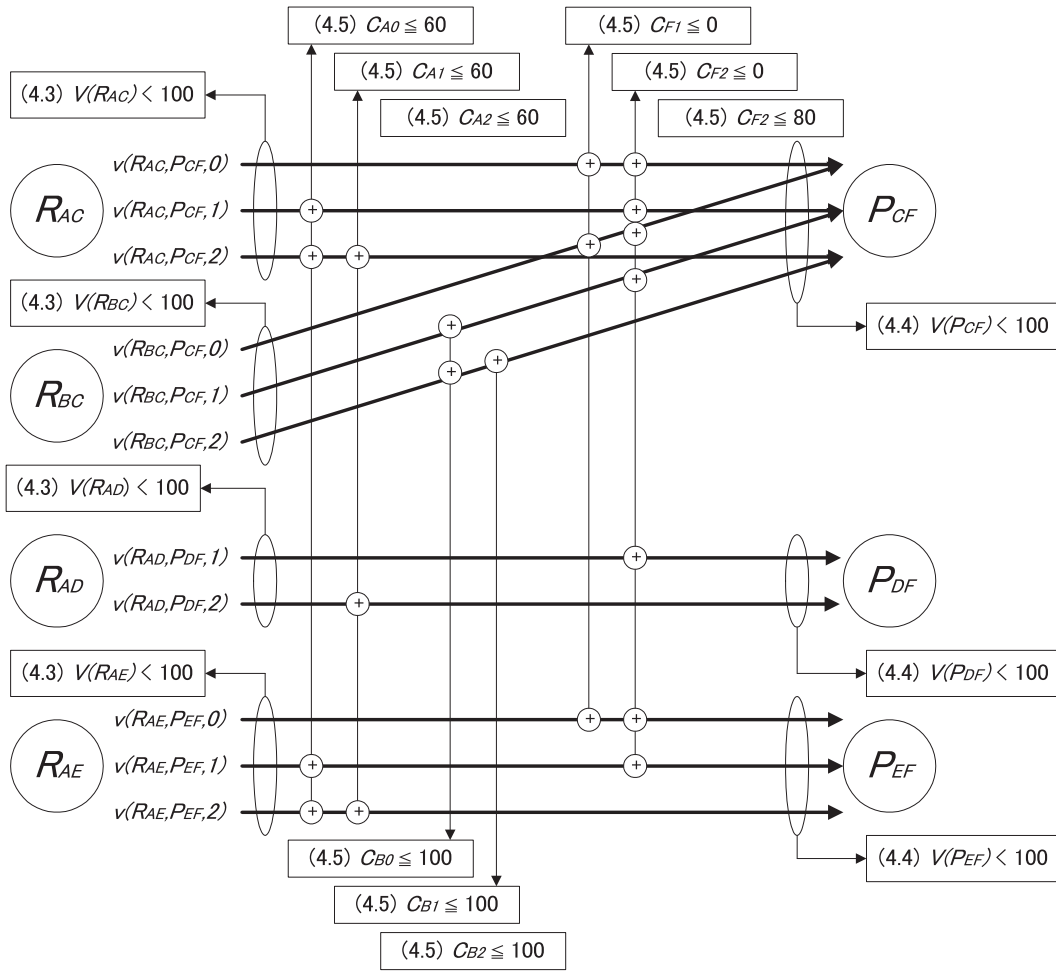 (4.5) CA0 ≦ 60
(4.5) CF1 ≦ 0
(4.5) CA1 ≦ 60
(4.5) CF2 ≦ 0
(4.3) V(RAC) < 100
(4.5) CA2 ≦ 60
(4.5) CF2 ≦ 80
RAC
v(RAC,PCF,0)
v(RAC,PCF,1)
v(RAC,PCF,2)
+ +
+ +
+ + +
+
+
PCF
(4.3) V(RBC) < 100
(4.4) V(PCF) < 100
RBC
v(RBC,PCF,0)
v(RBC,PCF,1)
v(RBC,PCF,2)
+
+ +
(4.3) V(RAD) < 100
RAD
v(RAD,PDF,1)
v(RAD,PDF,2)
+
+
PDF
(4.3) V(RAE) < 100
(4.4) V(PDF) < 100
RAE
v(RAE,PEF,0)
v(RAE,PEF,1)
v(RAE,PEF,2)
+ +
+ +
+ +
PEF
(4.5) CB0 ≦ 100
(4.4) V(PEF) < 100
(4.5) CB1 ≦ 100
(4.5) CB2 ≦ 100